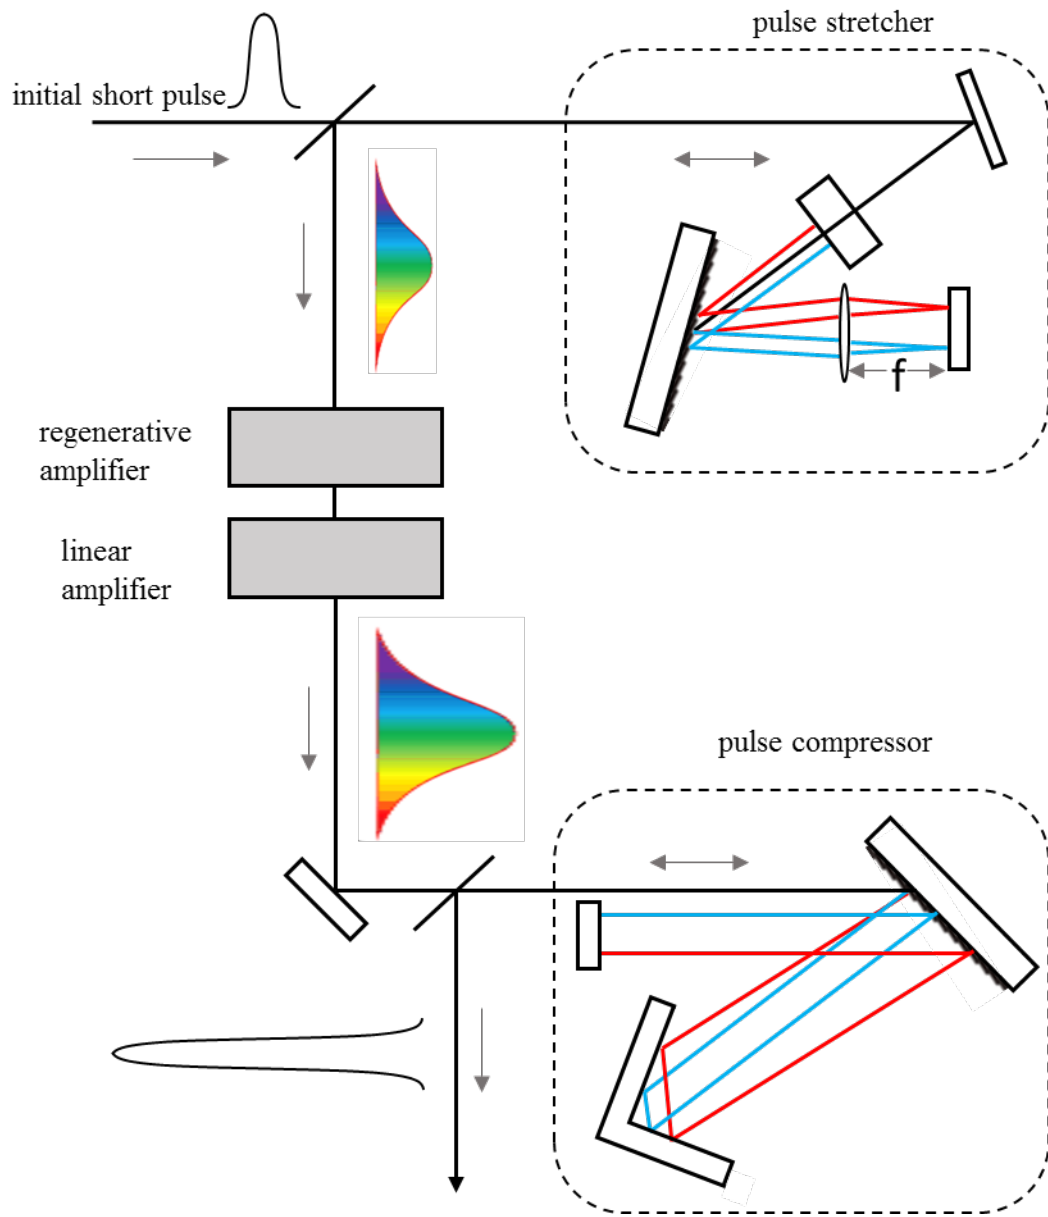 pulse stretcher
initial short pulse
f
regenerative
amplifier
linear
amplifier
pulse compressor